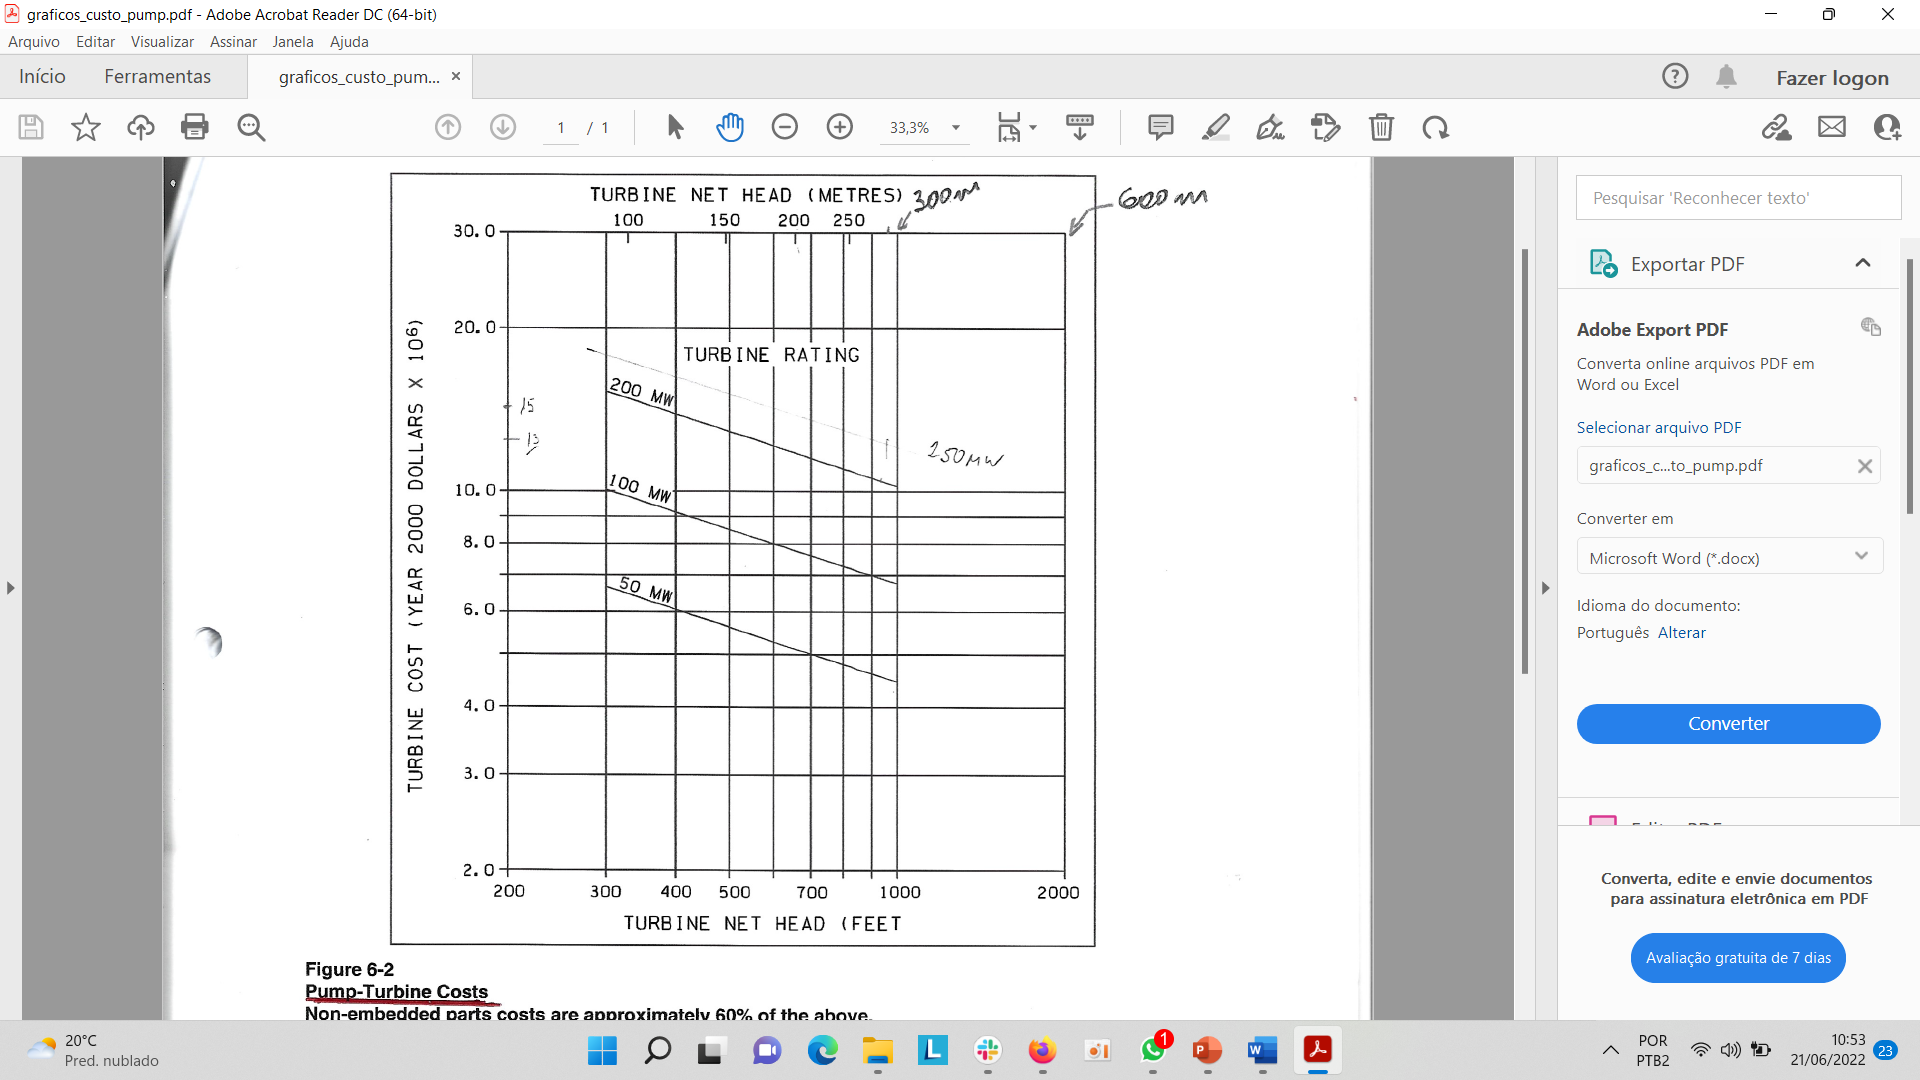 graficos_custo_pump.pdf - Adobe Acrobat Reader DC (64-bit)
Arquivo Editar Visualizar Assinar Janela Ajuda
Início Ferramentas graficos_custo_pum... × Fazer logon
1 / 1 33,3%
TURBINE NET HEAD (METRES) 300m 600m
100 150 200 250
30.0
20.0
TURBINE RATING
200 MW
15
13
250MW
10.0
100 MW
8.0
50 MW
6.0
4.0
3.0
2.0
TURBINE COST (YEAR 2000 DOLLARS X 10⁶)
200 300 400 500 700 1000 2000
TURBINE NET HEAD (FEET
Figure 6-2
Pump-Turbine Costs
Non-embedded parts costs are approximately 60% of the above.
Pesquisar 'Reconhecer texto'
Exportar PDF
Adobe Export PDF
Converta online arquivos PDF em
Word ou Excel
Selecionar arquivo PDF
graficos_c...to_pump.pdf
Converter em
Microsoft Word (*.docx)
Idioma do documento:
Português Alterar
Converter
Converta, edite e envie documentos
para assinatura eletrônica em PDF
Avaliação gratuita de 7 dias
20°C
Pred. nublado
1
POR
PTB2
10:53
21/06/2022
23